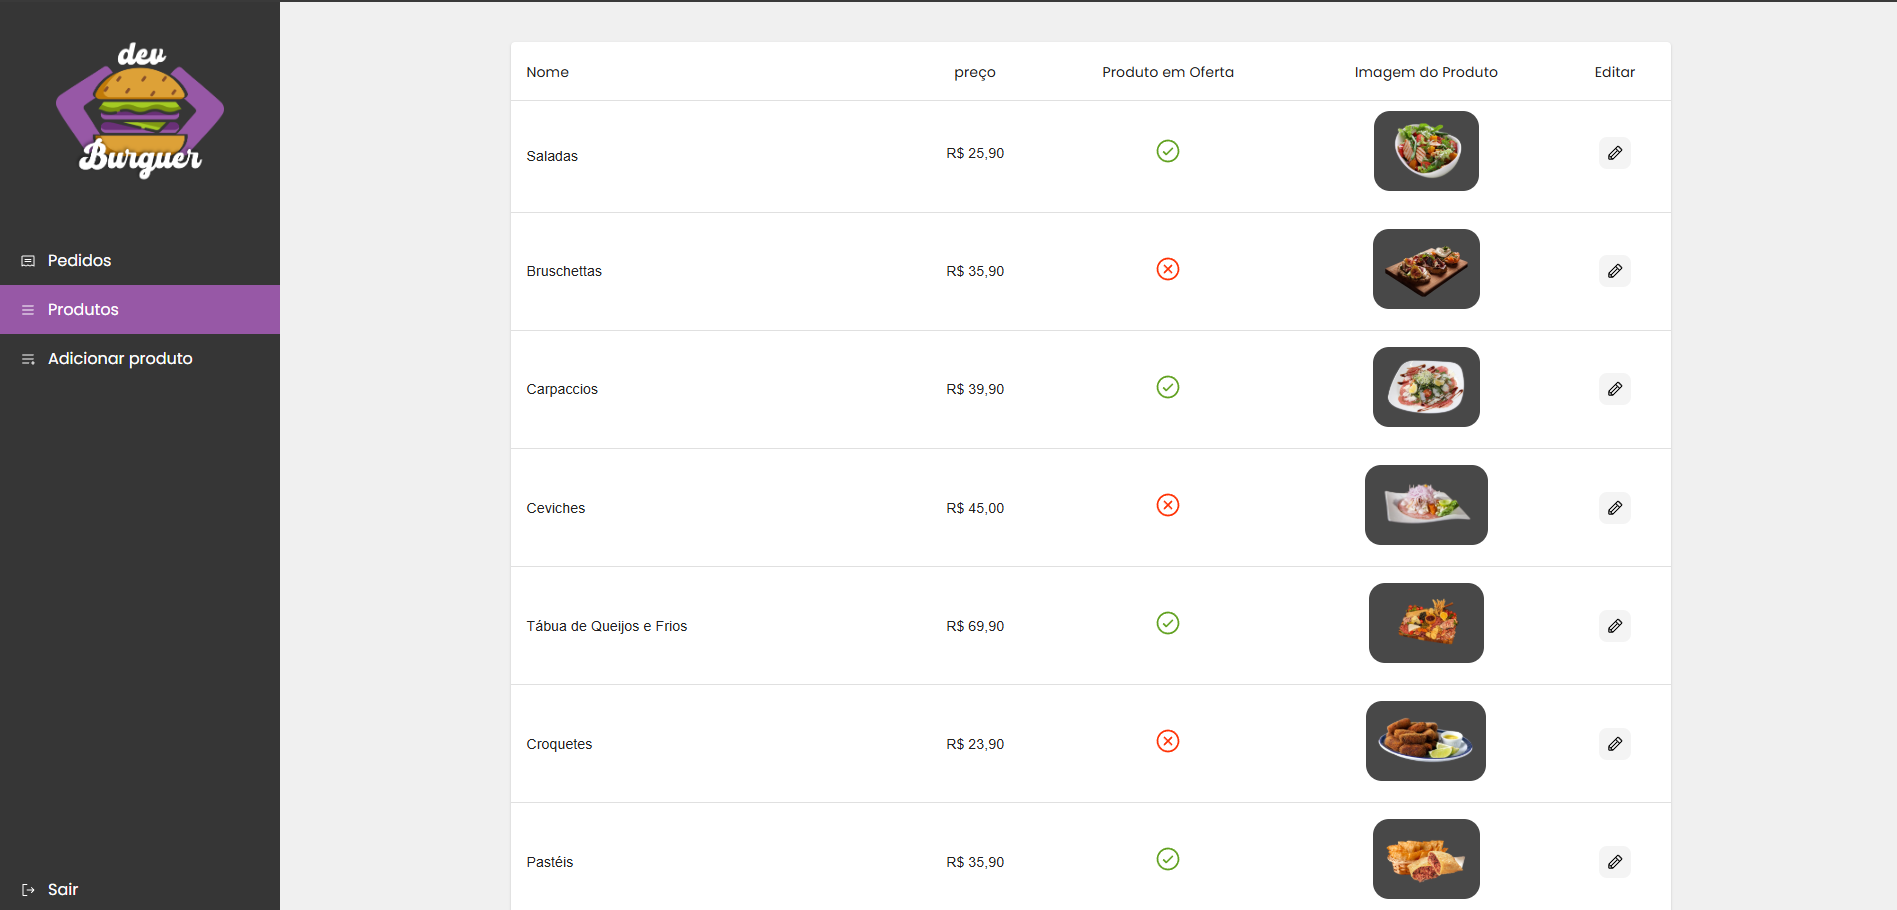 dev
Burguer
Pedidos
Produtos
Adicionar produto
Sair
Nome preço Produto em Oferta Imagem do Produto Editar
Saladas R$ 25,90
Bruschettas R$ 35,90
Carpaccios R$ 39,90
Ceviches R$ 45,00
Tábua de Queijos e Frios R$ 69,90
Croquetes R$ 23,90
Pastéis R$ 35,90